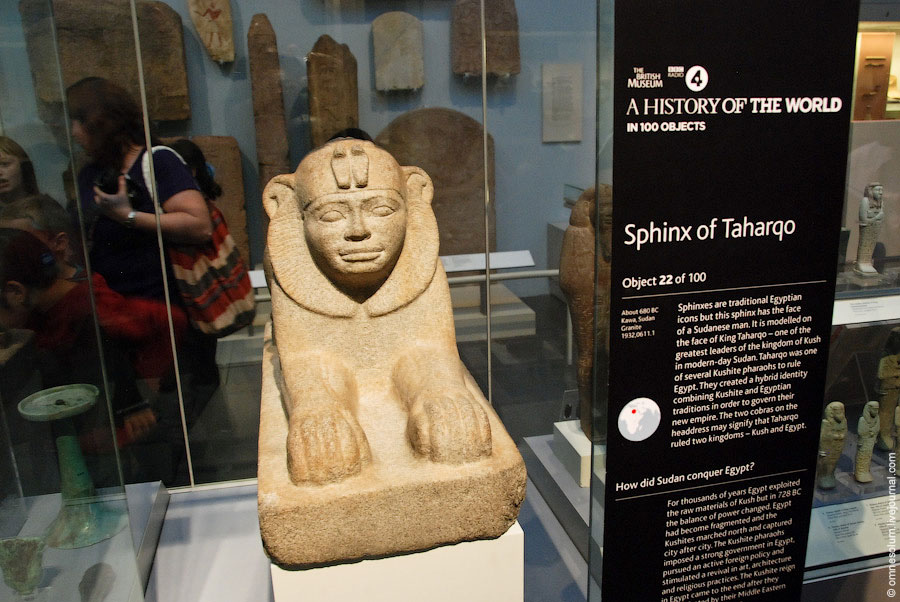 THE
BRITISH
MUSEUM
BBC
RADIO
4
A HISTORY OF THE WORLD
IN 100 OBJECTS
Sphinx of Taharqo
Object 22 of 100
About 680 BC
Kawa, Sudan
Granite
1932,0611.1
Sphinxes are traditional Egyptian
icons but this sphinx has the face
of a Sudanese man. It is modelled on
the face of King Taharqo – one of the
greatest leaders of the kingdom of Kush
in modern-day Sudan. Taharqo was one
of several Kushite pharaohs to rule
Egypt. They created a hybrid identity
combining Kushite and Egyptian
traditions in order to govern their
new empire. The two cobras on the
headdress may signify that Taharqo
ruled two kingdoms – Kush and Egypt.
How did Sudan conquer Egypt?
For thousands of years Egypt exploited
the raw materials of Kush but in 728 BC
the balance of power changed. Egypt
had become fragmented and the
Kushites marched north and captured
city after city. The Kushite pharaohs
imposed a strong government in Egypt,
pursued an active foreign policy and
stimulated a revival in art, architecture
and religious practices. The Kushite reign
in Egypt came to the end after they
by their Middle Eastern
© omnesolum.livejournal.com